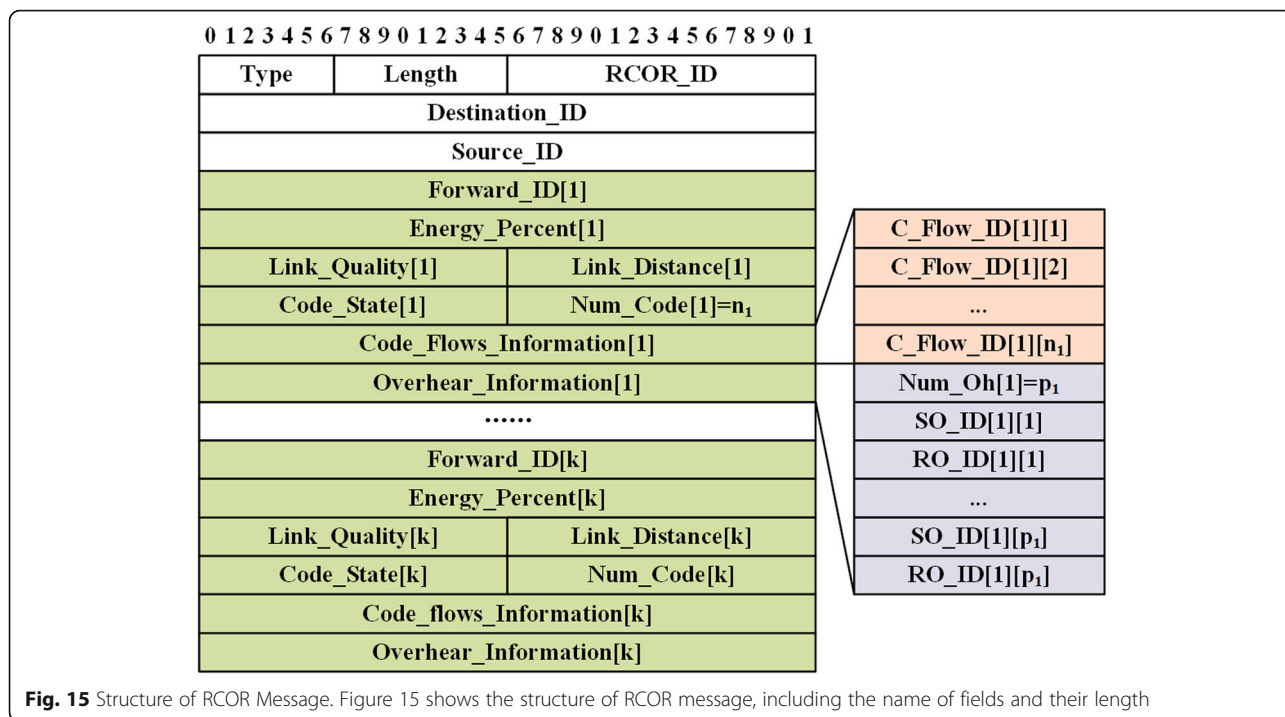 0 1 2 3 4 5 6 7 8 9 0 1 2 3 4 5 6 7 8 9 0 1 2 3 4 5 6 7 8 9 0 1
Type Length RCOR_ID
Destination_ID
Source_ID
Forward_ID[1]
Energy_Percent[1]
Link_Quality[1] Link_Distance[1]
Code_State[1] Num_Code[1]=n₁
Code_Flows_Information[1]
Overhear_Information[1]
......
Forward_ID[k]
Energy_Percent[k]
Link_Quality[k] Link_Distance[k]
Code_State[k] Num_Code[k]
Code_flows_Information[k]
Overhear_Information[k]
C_Flow_ID[1][1]
C_Flow_ID[1][2]
...
C_Flow_ID[1][n₁]
Num_Oh[1]=p₁
SO_ID[1][1]
RO_ID[1][1]
...
SO_ID[1][p₁]
RO_ID[1][p₁]
Fig. 15 Structure of RCOR Message. Figure 15 shows the structure of RCOR message, including the name of fields and their length